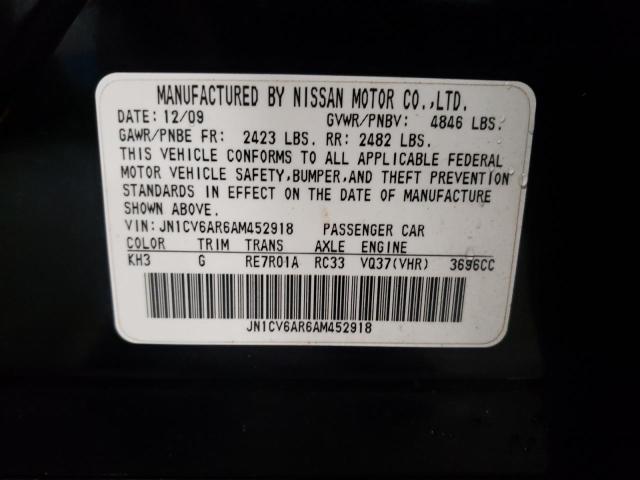 MANUFACTURED BY NISSAN MOTOR CO.,LTD.
DATE: 12/09 GVWR/PNBV: 4846 LBS.
GAWR/PNBE FR: 2423 LBS. RR: 2482 LBS.
THIS VEHICLE CONFORMS TO ALL APPLICABLE FEDERAL
MOTOR VEHICLE SAFETY,BUMPER,AND THEFT PREVENTION
STANDARDS IN EFFECT ON THE DATE OF MANUFACTURE
SHOWN ABOVE.
VIN: JN1CV6AR6AM452918 PASSENGER CAR
COLOR TRIM TRANS AXLE ENGINE
KH3 G RE7R01A RC33 VQ37(VHR) 3696CC
JN1CV6AR6AM452918